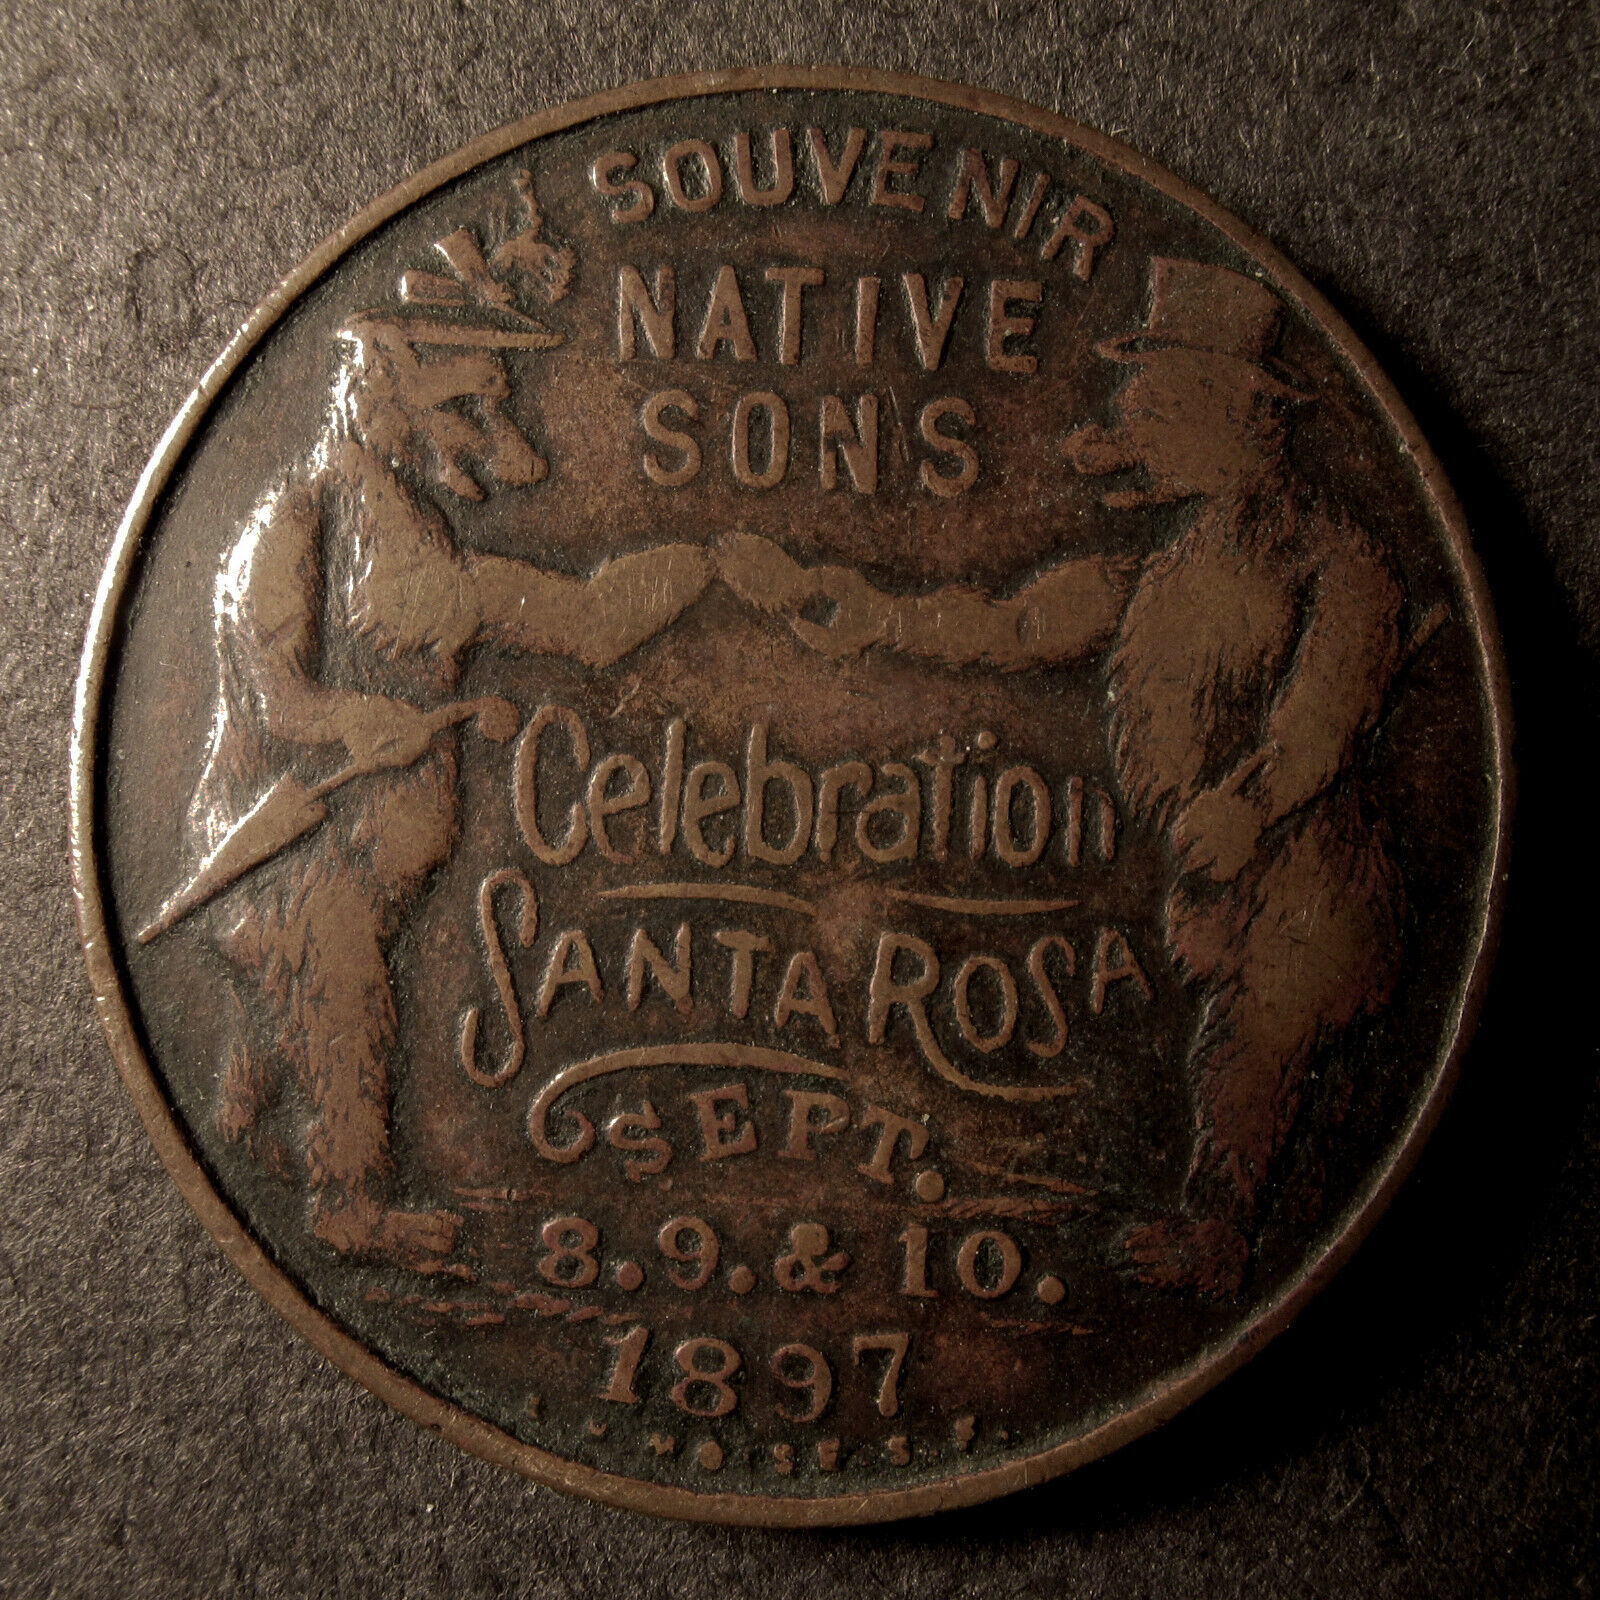 SOUVENIR
NATIVE
SONS
Celebration
SANTA ROSA
SEPT.
8.9.& 10.
1897